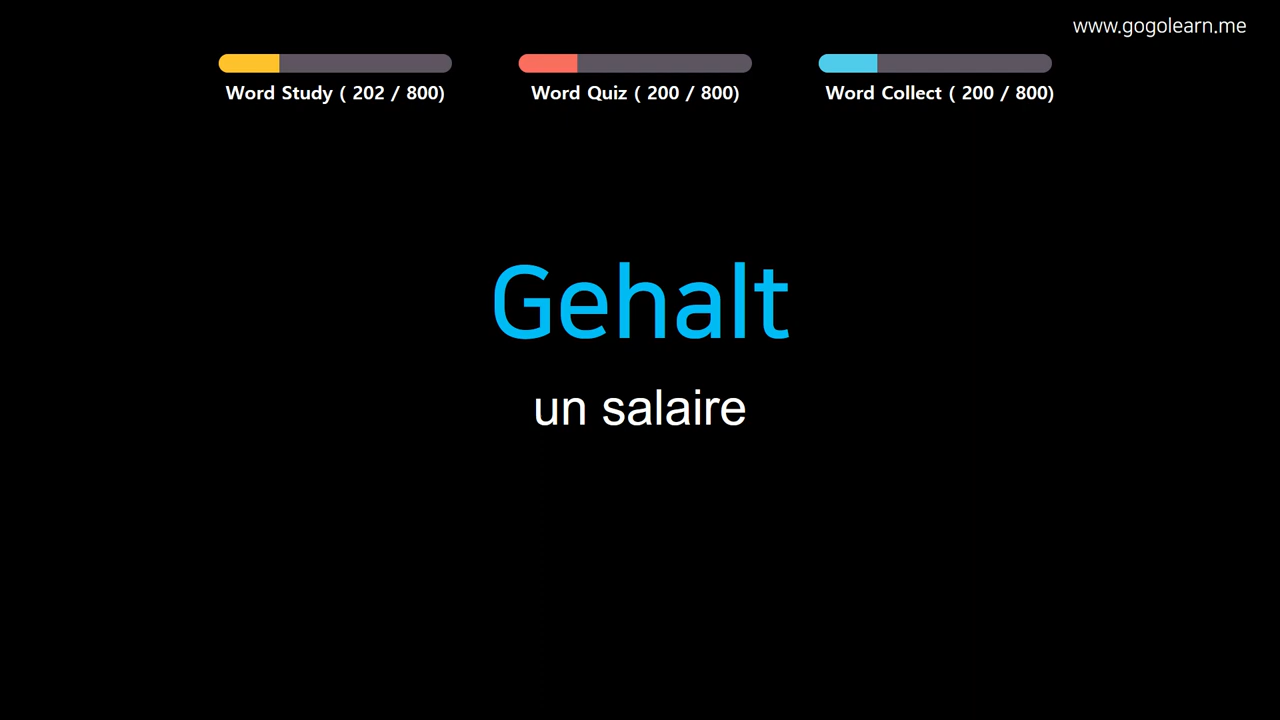 www.gogolearn.me
Word Study ( 202 / 800)
Word Quiz ( 200 / 800)
Word Collect ( 200 / 800)
Gehalt
un salaire